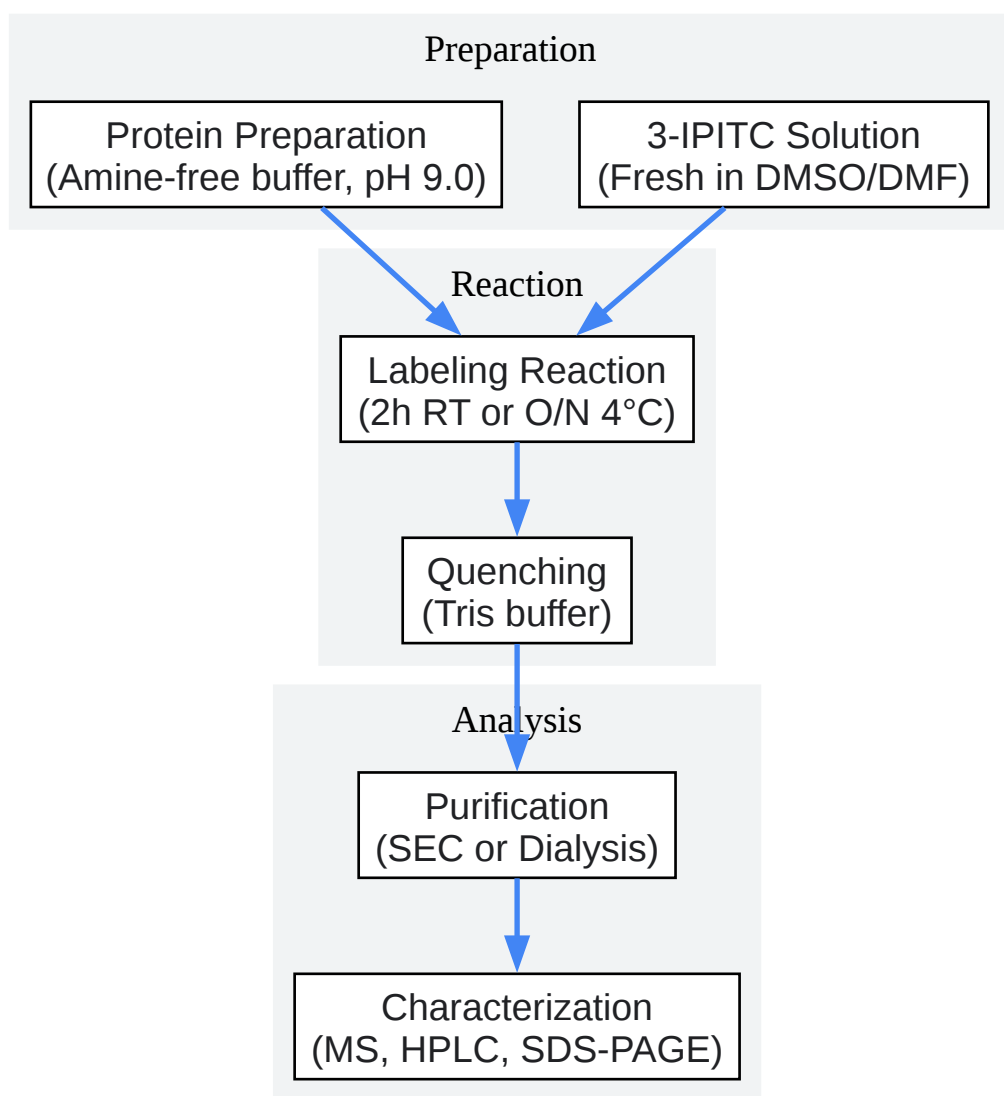 Preparation
Protein Preparation
(Amine-free buffer, pH 9.0)
3-IPITC Solution
(Fresh in DMSO/DMF)
Reaction
Labeling Reaction
(2h RT or O/N 4°C)
Quenching
(Tris buffer)
Analysis
Purification
(SEC or Dialysis)
Characterization
(MS, HPLC, SDS-PAGE)